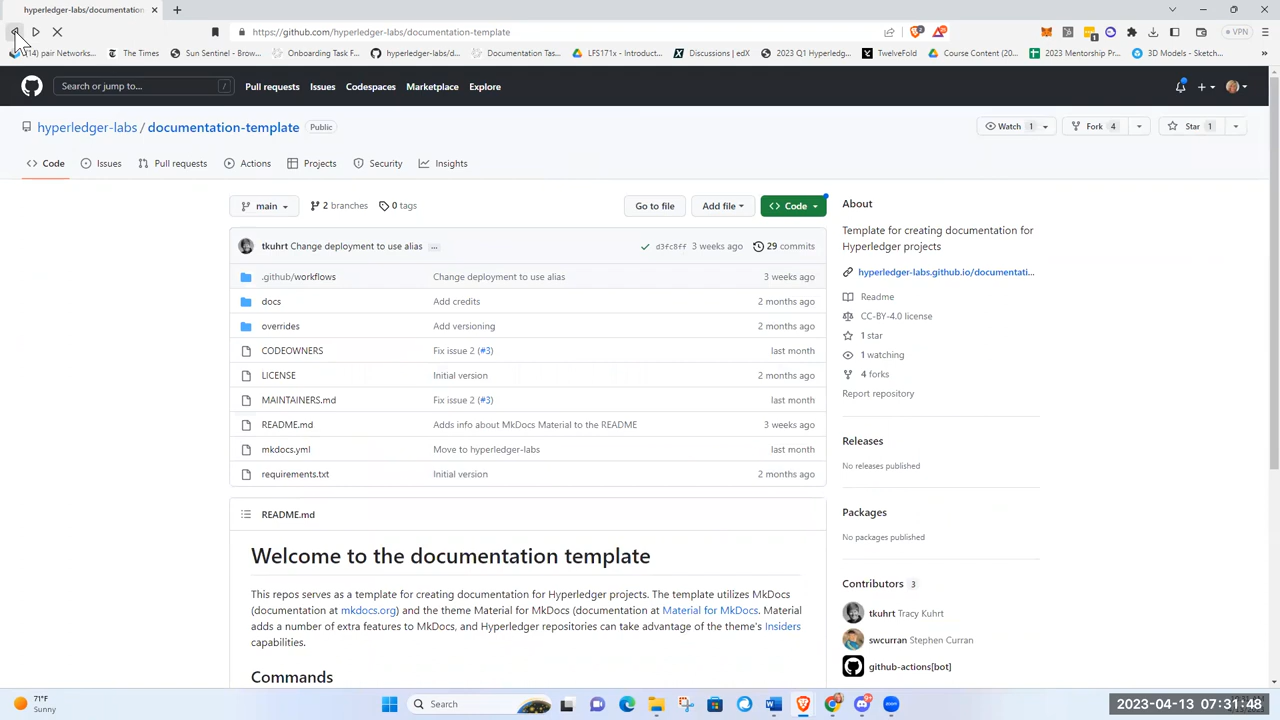 hyperledger-labs/documentation-te
https://github.com/hyperledger-labs/documentation-template
VPN
(14) pair Networks...
The Times
Sun Sentinel - Brow...
Onboarding Task F...
hyperledger-labs/d...
Documentation Tas...
LFS171x - Introduct...
Discussions | edX
2023 Q1 Hyperledg...
TwelveFold
Course Content (20...
2023 Mentorship Pr...
3D Models - Sketch...
Search or jump to... /
Pull requests
Issues
Codespaces
Marketplace
Explore
hyperledger-labs / documentation-template Public
Watch 1
Fork 4
Star 1
Code
Issues
Pull requests
Actions
Projects
Security
Insights
main
2 branches
0 tags
Go to file
Add file
Code
tkuhrt Change deployment to use alias ... d3fc8ff 3 weeks ago 29 commits
.github/workflows Change deployment to use alias 3 weeks ago
docs Add credits 2 months ago
overrides Add versioning 2 months ago
CODEOWNERS Fix issue 2 (#3) last month
LICENSE Initial version 2 months ago
MAINTAINERS.md Fix issue 2 (#3) last month
README.md Adds info about MkDocs Material to the README 3 weeks ago
mkdocs.yml Move to hyperledger-labs last month
requirements.txt Initial version 2 months ago
README.md
Welcome to the documentation template
This repos serves as a template for creating documentation for Hyperledger projects. The template utilizes MkDocs
(documentation at mkdocs.org) and the theme Material for MkDocs (documentation at Material for MkDocs. Material
adds a number of extra features to MkDocs, and Hyperledger repositories can take advantage of the theme's Insiders
capabilities.
Commands
About
Template for creating documentation for
Hyperledger projects
hyperledger-labs.github.io/documentati...
Readme
CC-BY-4.0 license
1 star
1 watching
4 forks
Report repository
Releases
No releases published
Packages
No packages published
Contributors 3
tkuhrt Tracy Kuhrt
swcurran Stephen Curran
github-actions[bot]
71°F
Sunny
Search
2023-04-13 07:31:48